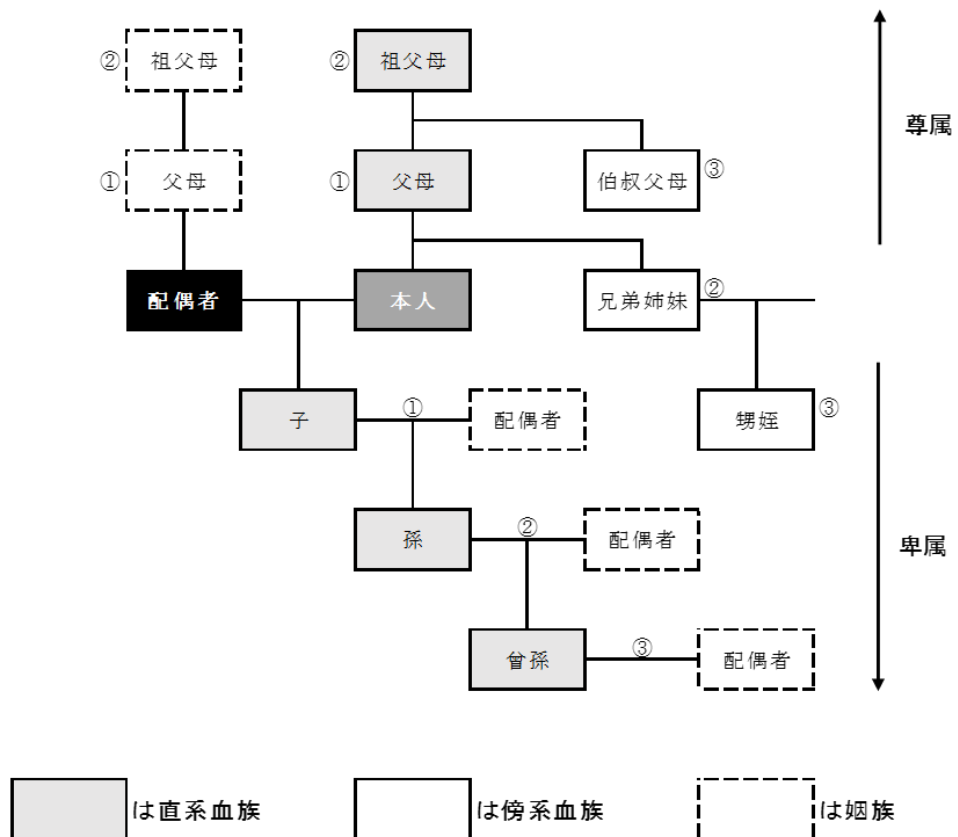 ② 祖父母 ② 祖父母
尊属
① 父母 ① 父母 伯叔父母 ③
配偶者 本人 兄弟姉妹 ②
子 ① 配偶者 甥姪 ③
孫 ② 配偶者
卑属
曾孫 ③ 配偶者
は直系血族 は傍系血族 は姻族